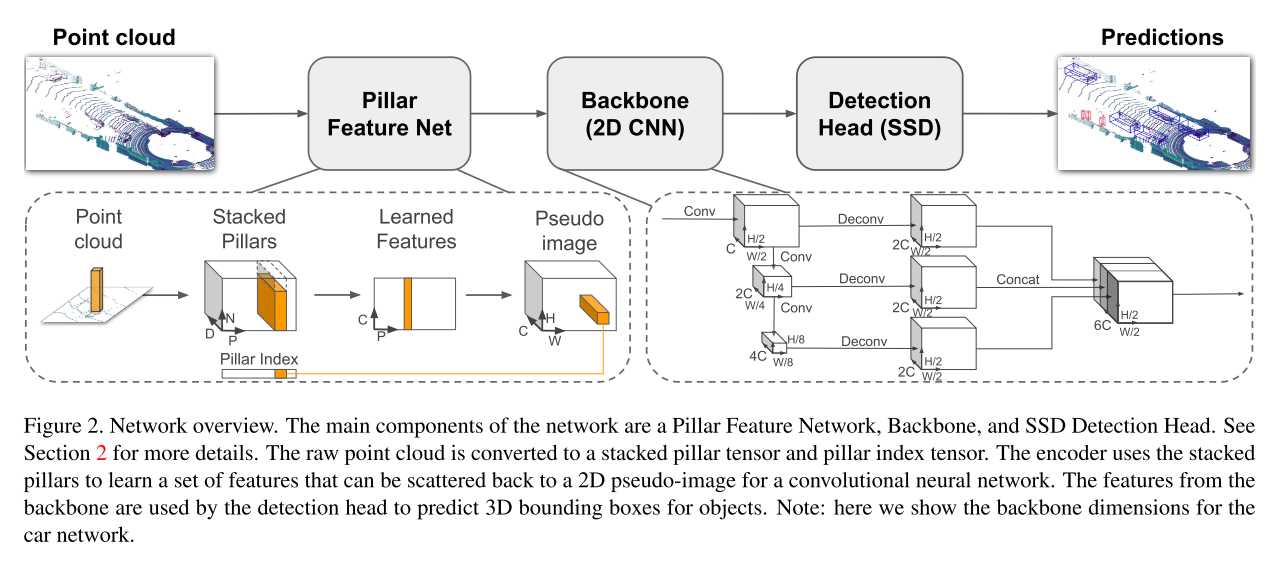 Point cloud
Predictions
Pillar
Feature Net
Backbone
(2D CNN)
Detection
Head (SSD)
Point
cloud
Stacked
Pillars
Learned
Features
Pseudo
image
N
D
P
C
P
H
C
W
Pillar Index
Conv
C
H/2
W/2
Conv
2C
H/4
W/4
Conv
4C
H/8
W/8
Deconv
2C
H/2
W/2
Deconv
2C
H/2
W/2
Deconv
2C
H/2
W/2
Concat
6C
H/2
W/2
Figure 2. Network overview. The main components of the network are a Pillar Feature Network, Backbone, and SSD Detection Head. See
Section 2 for more details. The raw point cloud is converted to a stacked pillar tensor and pillar index tensor. The encoder uses the stacked
pillars to learn a set of features that can be scattered back to a 2D pseudo-image for a convolutional neural network. The features from the
backbone are used by the detection head to predict 3D bounding boxes for objects. Note: here we show the backbone dimensions for the
car network.